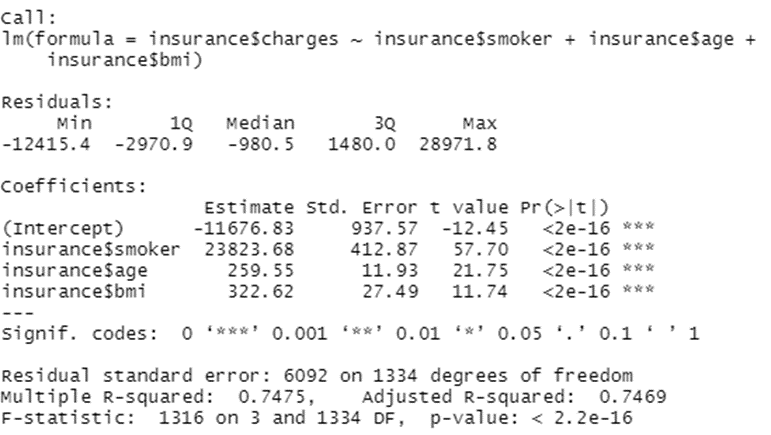 Call:
lm(formula = insurance$charges ~ insurance$smoker + insurance$age +
    insurance$bmi)

Residuals:
     Min       1Q   Median       3Q      Max
-12415.4  -2970.9   -980.5   1480.0  28971.8

Coefficients:
                  Estimate Std. Error t value Pr(>|t|)
(Intercept)      -11676.83     937.57  -12.45   <2e-16 ***
insurance$smoker  23823.68     412.87   57.70   <2e-16 ***
insurance$age       259.55      11.93   21.75   <2e-16 ***
insurance$bmi       322.62      27.49   11.74   <2e-16 ***
---
Signif. codes:  0 ‘***’ 0.001 ‘**’ 0.01 ‘*’ 0.05 ‘.’ 0.1 ‘ ’ 1

Residual standard error: 6092 on 1334 degrees of freedom
Multiple R-squared:  0.7475,    Adjusted R-squared:  0.7469
F-statistic:  1316 on 3 and 1334 DF,  p-value: < 2.2e-16